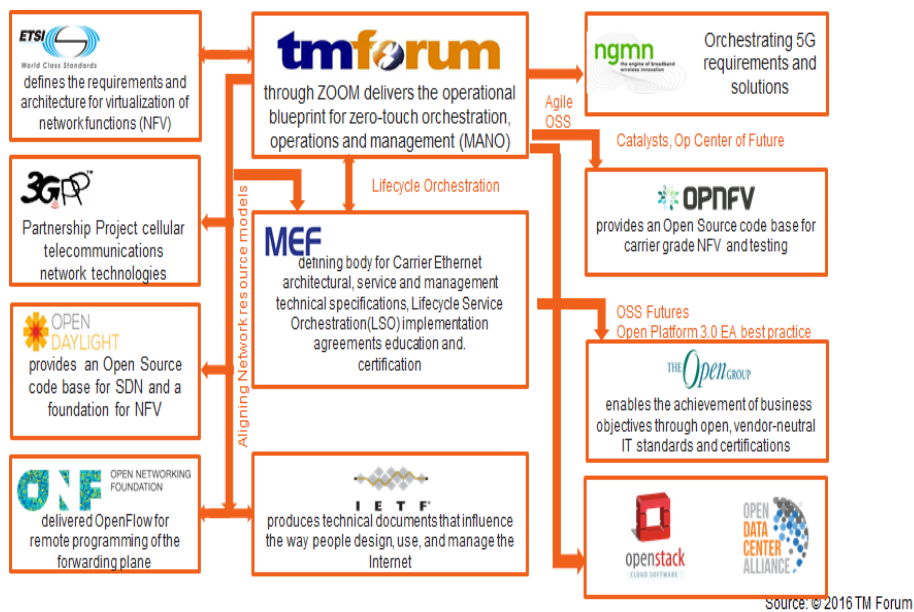 ETSI
World Class Standards
defines the requirements and
architecture for virtualization of
network functions (NFV)
3GPP™
Partnership Project cellular
telecommunications
network technologies
OPEN
DAYLIGHT
provides an Open Source
code base for SDN and a
foundation for NFV
ONF
OPEN NETWORKING
FOUNDATION
delivered OpenFlow for
remote programming of the
forwarding plane
Aligning Network resource models
tmforum
through ZOOM delivers the operational
blueprint for zero-touch orchestration,
operations and management (MANO)
Lifecycle Orchestration
MEF
defining body for Carrier Ethernet
architectural, service and management
technical specifications, Lifecycle Service
Orchestration(LSO) implementation
agreements education and.
certification
I E T F®
produces technical documents that influence
the way people design, use, and manage the
Internet
Agile
OSS
ngmn
the engine of broadband
wireless innovation
Orchestrating 5G
requirements and
solutions
Catalysts, Op Center of Future
OPNFV
provides an Open Source code base for
carrier grade NFV and testing
OSS Futures
Open Platform 3.0 EA best practice
THE Open GROUP
enables the achievement of business
objectives through open, vendor-neutral
IT standards and certifications
openstack
CLOUD SOFTWARE
OPEN
DATA
CENTER
ALLIANCE
Source: © 2016 TM Forum